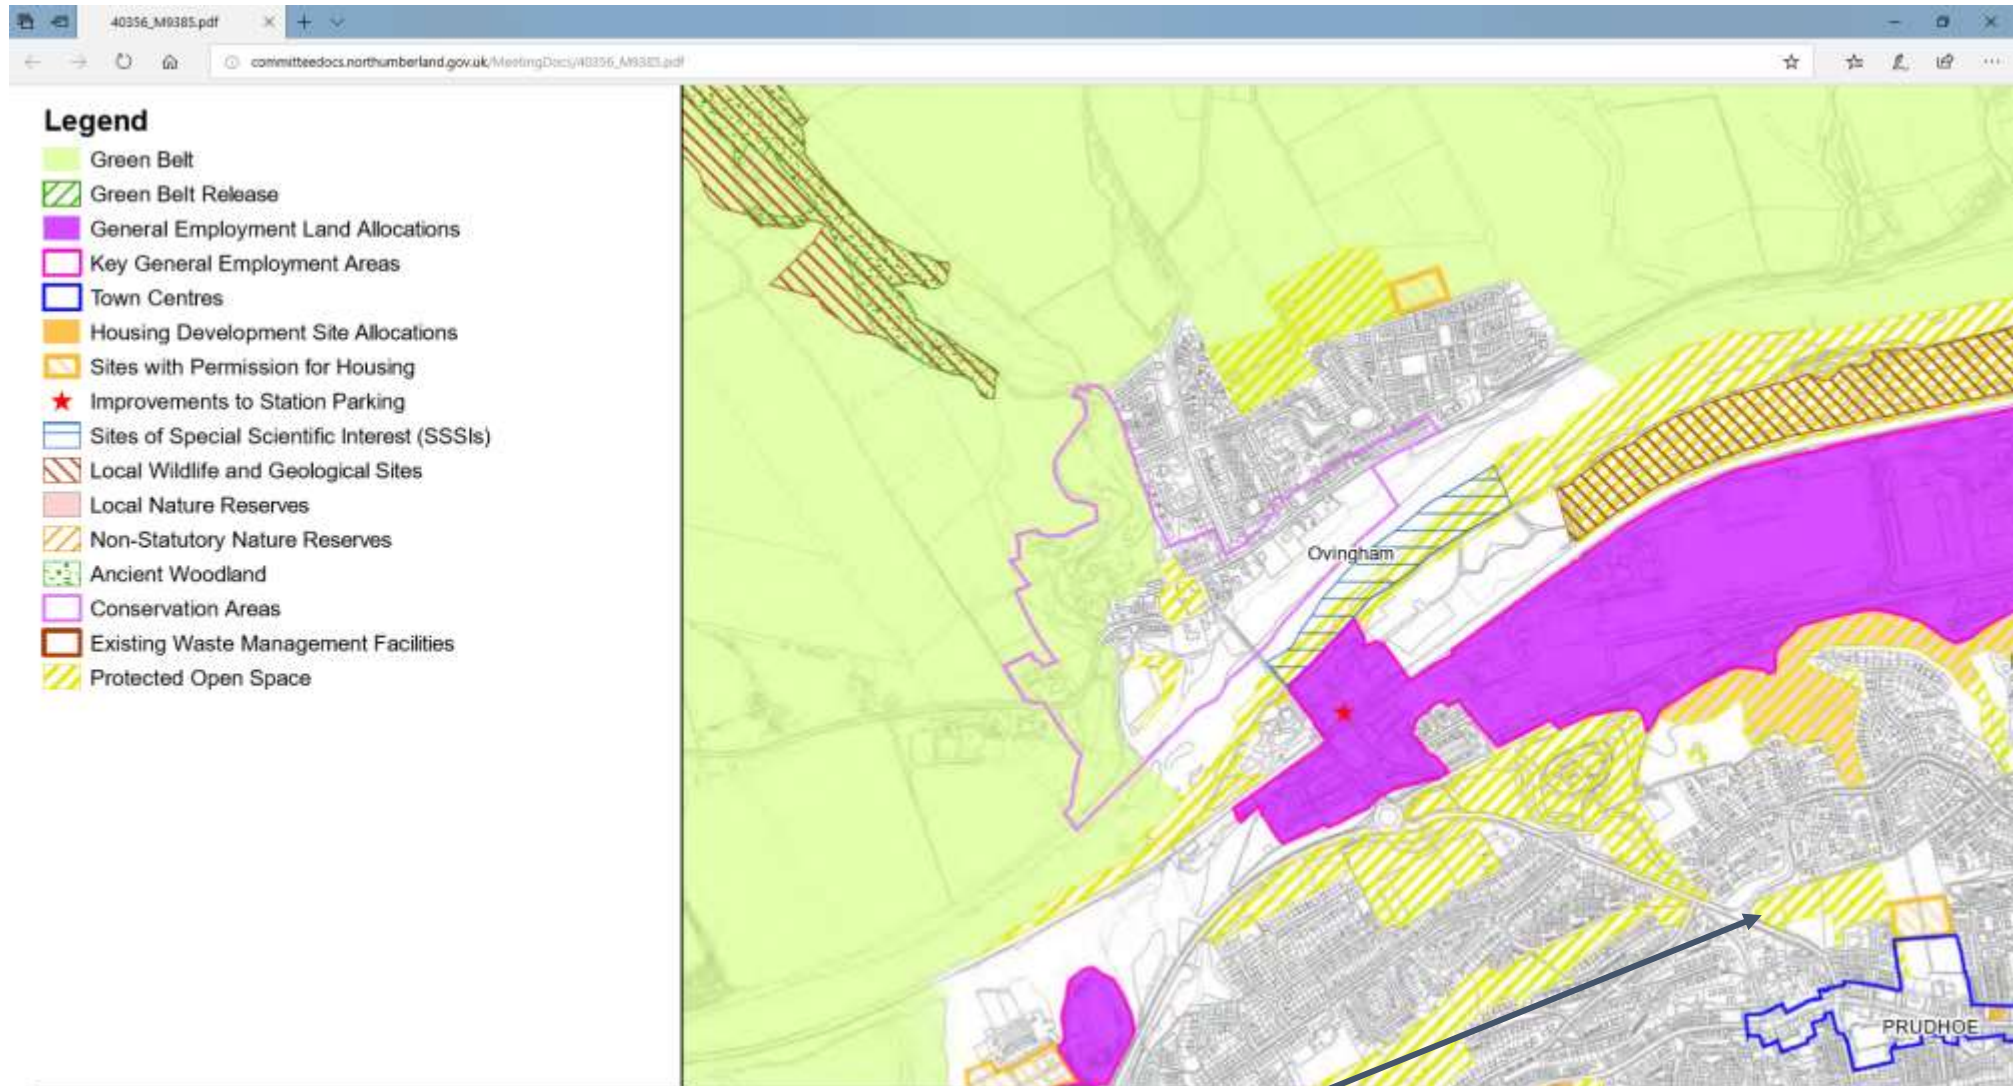 40356_M9385.pdf
committeedocs.northumberland.gov.uk/MeetingDocs/40356_M9385.pdf
Legend
Green Belt
Green Belt Release
General Employment Land Allocations
Key General Employment Areas
Town Centres
Housing Development Site Allocations
Sites with Permission for Housing
Improvements to Station Parking
Sites of Special Scientific Interest (SSSIs)
Local Wildlife and Geological Sites
Local Nature Reserves
Non-Statutory Nature Reserves
Ancient Woodland
Conservation Areas
Existing Waste Management Facilities
Protected Open Space
Ovingham
PRUDHOE